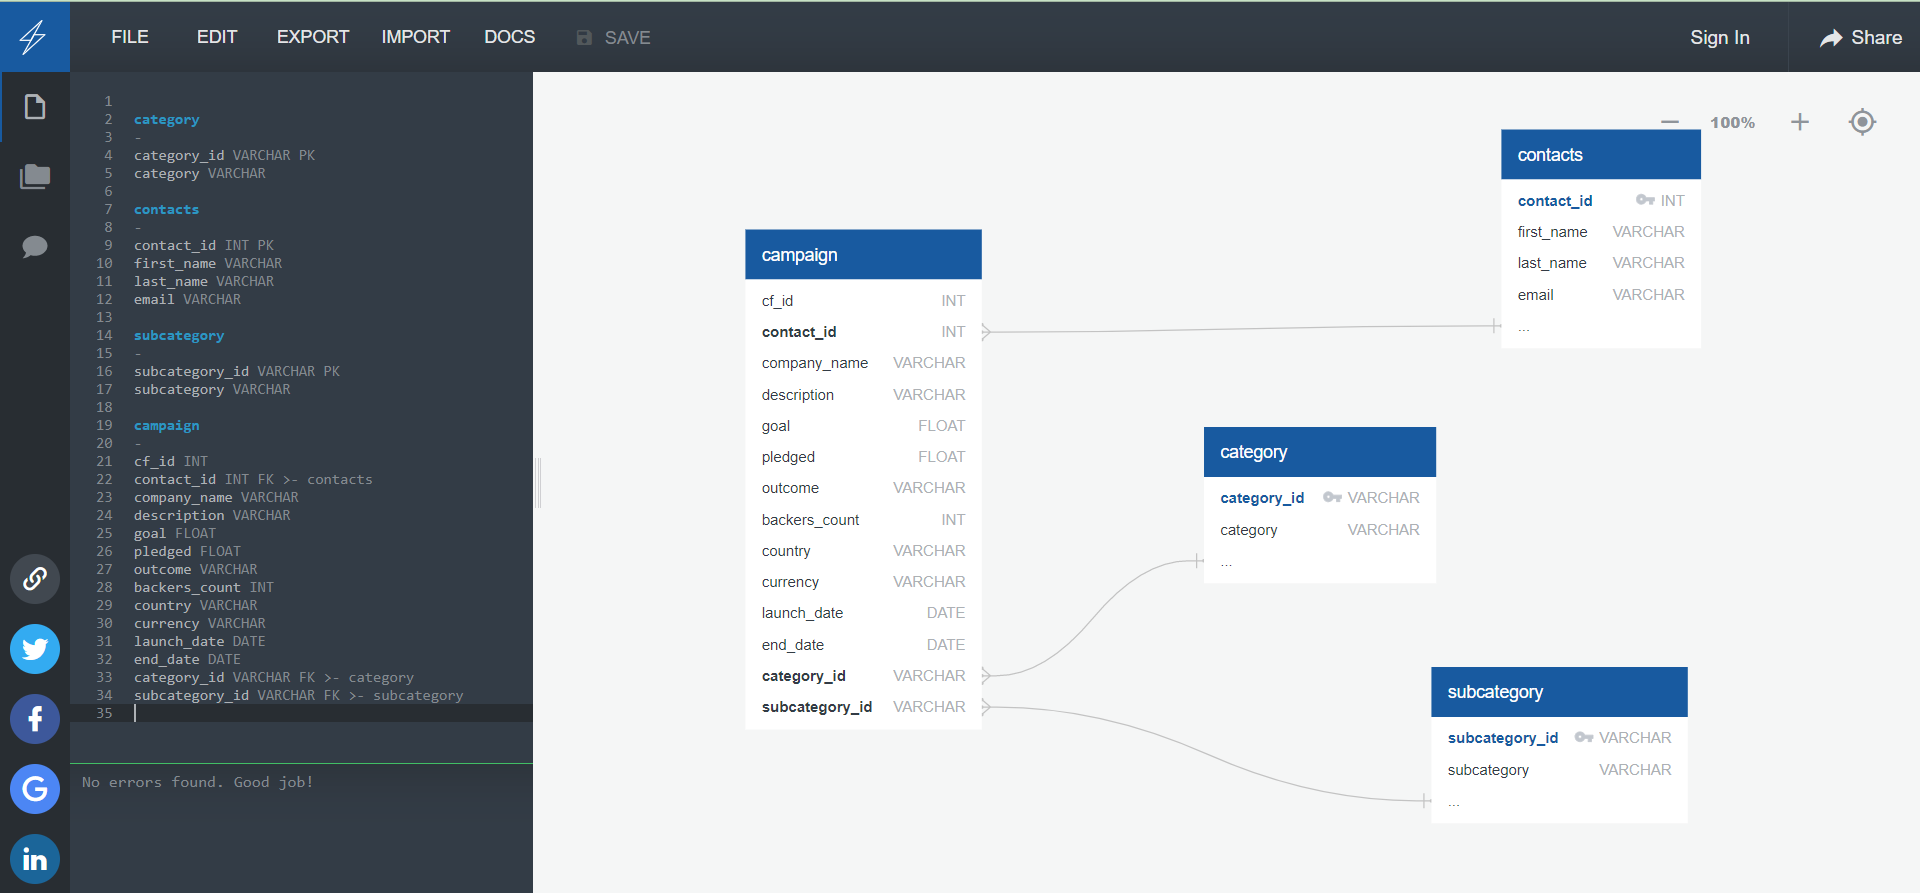 FILE EDIT EXPORT IMPORT DOCS SAVE Sign In Share
1
2 category
3 -
4 category_id VARCHAR PK
5 category VARCHAR
6
7 contacts
8 -
9 contact_id INT PK
10 first_name VARCHAR
11 last_name VARCHAR
12 email VARCHAR
13
14 subcategory
15 -
16 subcategory_id VARCHAR PK
17 subcategory VARCHAR
18
19 campaign
20 -
21 cf_id INT
22 contact_id INT FK >- contacts
23 company_name VARCHAR
24 description VARCHAR
25 goal FLOAT
26 pledged FLOAT
27 outcome VARCHAR
28 backers_count INT
29 country VARCHAR
30 currency VARCHAR
31 launch_date DATE
32 end_date DATE
33 category_id VARCHAR FK >- category
34 subcategory_id VARCHAR FK >- subcategory
35
No errors found. Good job!
100%
campaign
cf_id INT
contact_id INT
company_name VARCHAR
description VARCHAR
goal FLOAT
pledged FLOAT
outcome VARCHAR
backers_count INT
country VARCHAR
currency VARCHAR
launch_date DATE
end_date DATE
category_id VARCHAR
subcategory_id VARCHAR
contacts
contact_id INT
first_name VARCHAR
last_name VARCHAR
email VARCHAR
...
category
category_id VARCHAR
category VARCHAR
...
subcategory
subcategory_id VARCHAR
subcategory VARCHAR
...
f
G
in